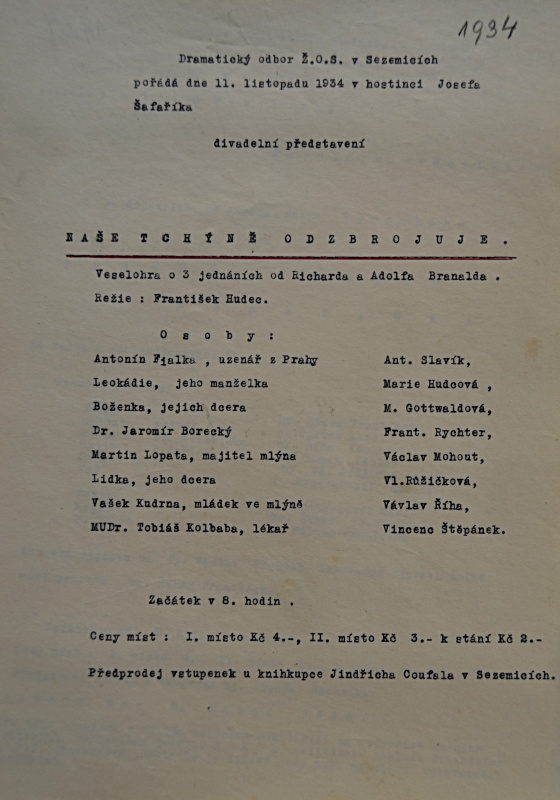 1934
Dramatický odbor Ž.O.S. v Sezemicích
pořádá dne 11. listopadu 1934 v hostinci Josefa
Šafaříka
divadelní představení
NAŠE TCHÝNĚ ODZBROJUJE.
Veselohra o 3 jednáních od Richarda a Adolfa Branalda .
Režie : František Hudec.
Osoby:
Antonín Fialka , uzenář z Prahy Ant. Slavík,
Leokádie, jeho manželka Marie Hudcová ,
Boženka, jejich dcera M. Gottwaldová,
Dr. Jaromír Borecký Frant. Rychter,
Martin Lopata, majitel mlýna Václav Mohout,
Lidka, jeho dcera Vl.Růžičková,
Vašek Kudrna, mládek ve mlýně Vávlav Říha,
MUDr. Tobiáš Kolbaba, lékař Vincenc Štěpánek.
Začátek v 8. hodin .
Ceny míst : I. místo Kč 4.-, II. místo Kč 3.- k stání Kč 2.-
Předprodej vstupenek u knihkupce Jindřicha Coufala v Sezemicích.